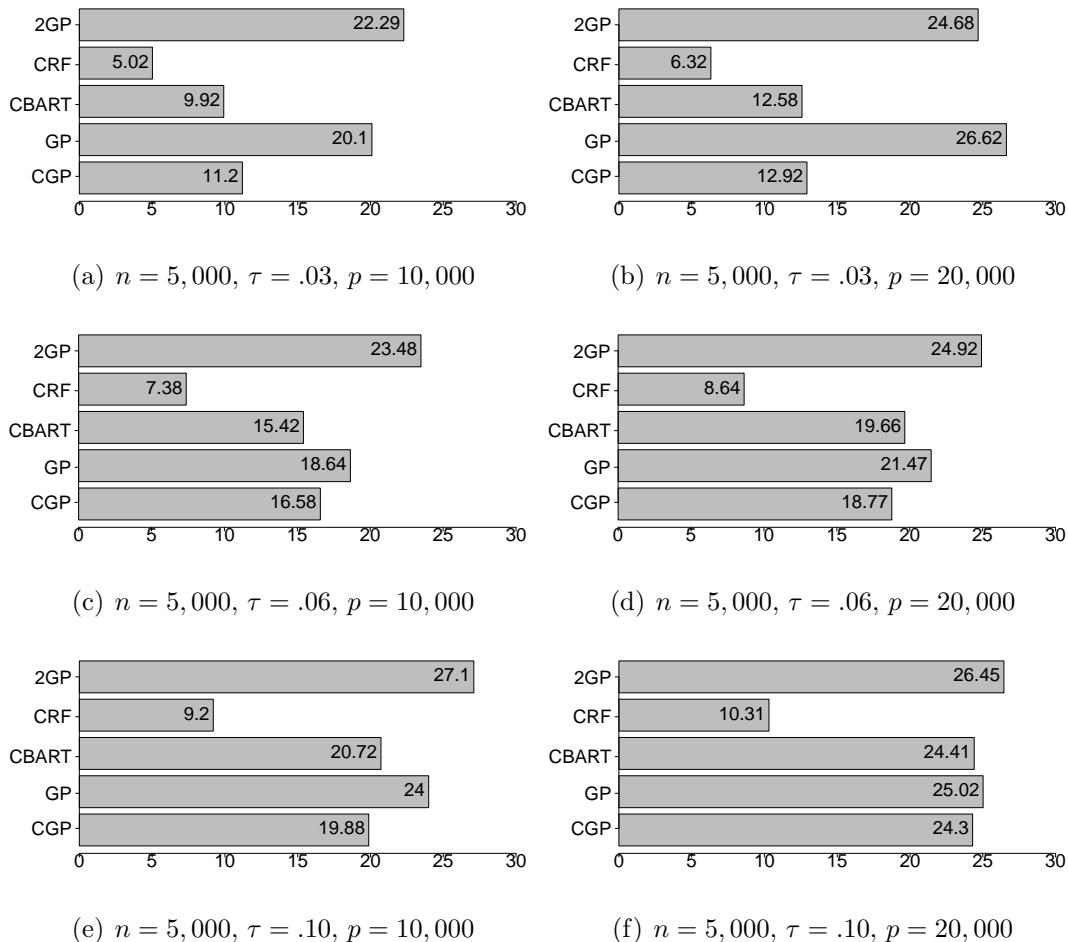 2GP 22.29
CRF 5.02
CBART 9.92
GP 20.1
CGP 11.2
0 5 10 15 20 25 30
(a) n = 5,000, τ = .03, p = 10,000
2GP 24.68
CRF 6.32
CBART 12.58
GP 26.62
CGP 12.92
0 5 10 15 20 25 30
(b) n = 5,000, τ = .03, p = 20,000
2GP 23.48
CRF 7.38
CBART 15.42
GP 18.64
CGP 16.58
0 5 10 15 20 25 30
(c) n = 5,000, τ = .06, p = 10,000
2GP 24.92
CRF 8.64
CBART 19.66
GP 21.47
CGP 18.77
0 5 10 15 20 25 30
(d) n = 5,000, τ = .06, p = 20,000
2GP 27.1
CRF 9.2
CBART 20.72
GP 24
CGP 19.88
0 5 10 15 20 25 30
(e) n = 5,000, τ = .10, p = 10,000
2GP 26.45
CRF 10.31
CBART 24.41
GP 25.02
CGP 24.3
0 5 10 15 20 25 30
(f) n = 5,000, τ = .10, p = 20,000